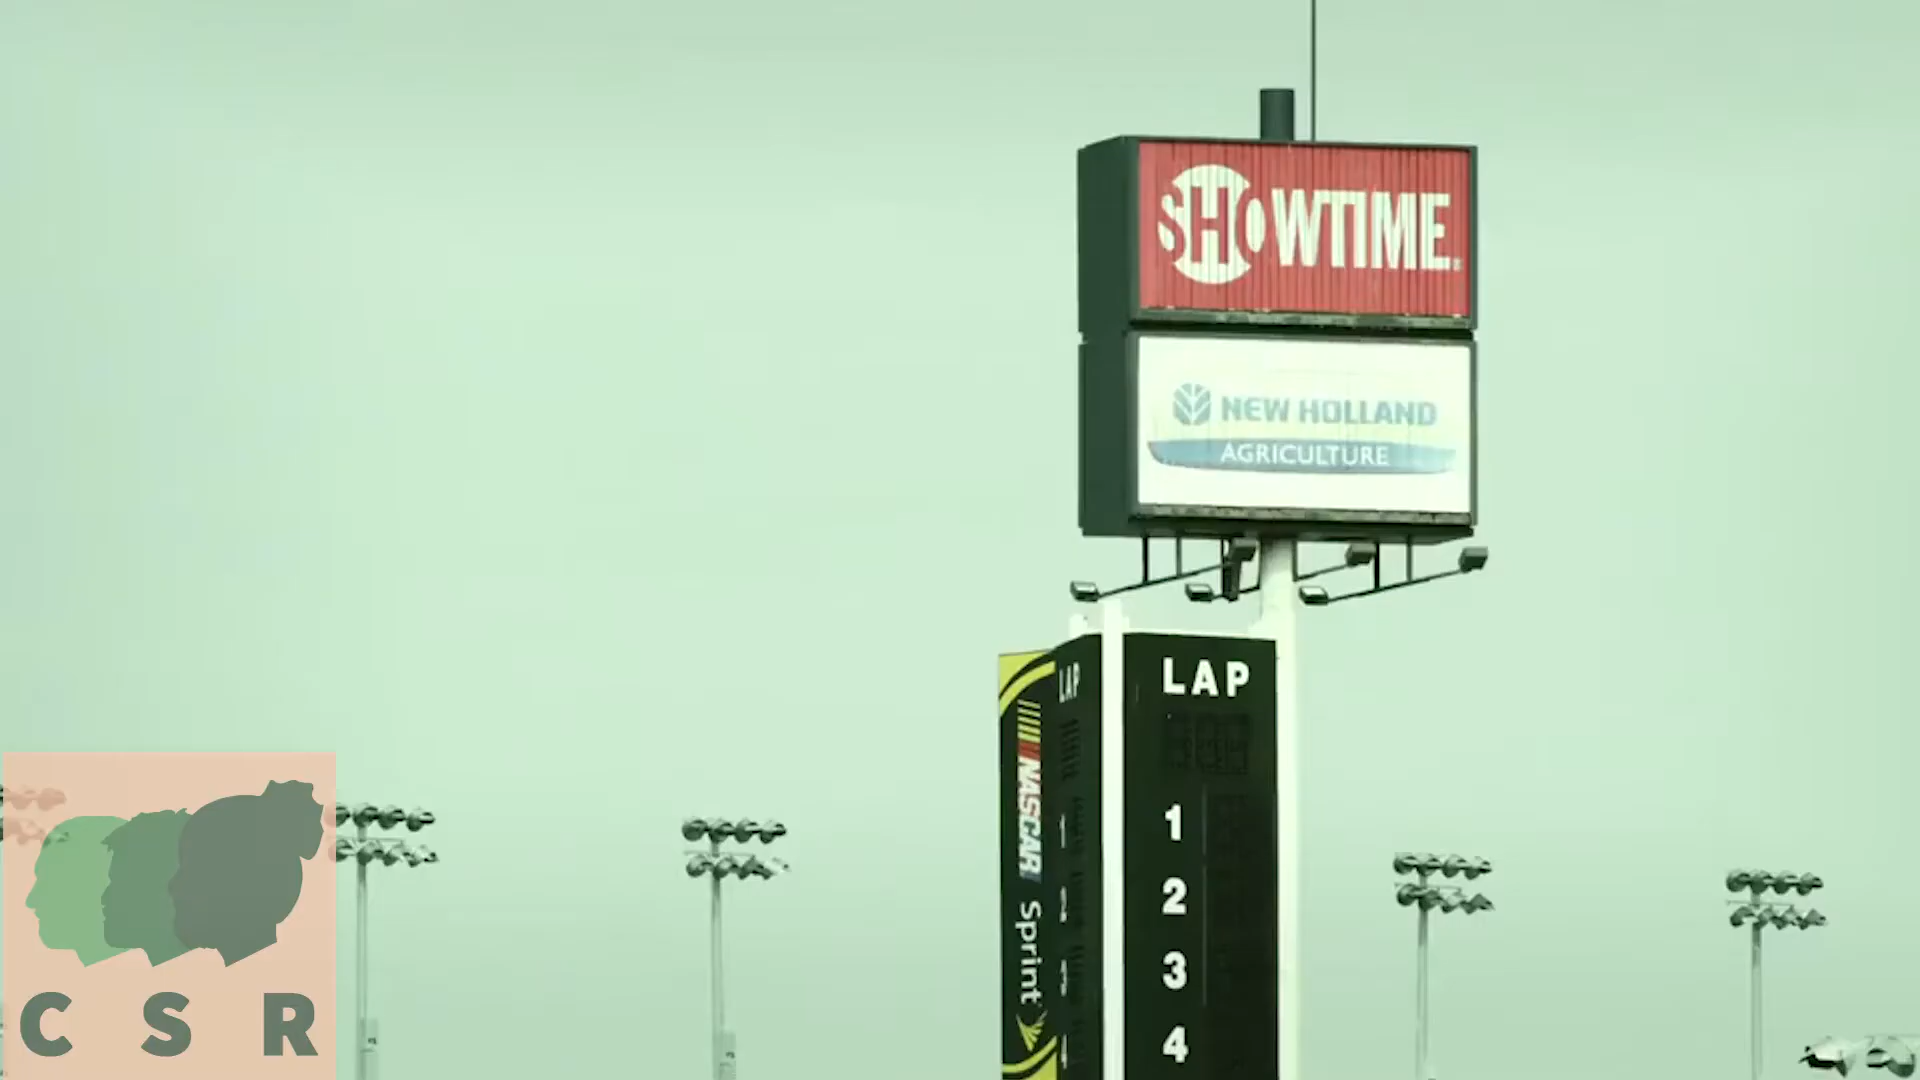 SHOWTIME.
NEW HOLLAND
AGRICULTURE
LAP
LAP
1
2
3
4
NASCAR
Sprint
C S R